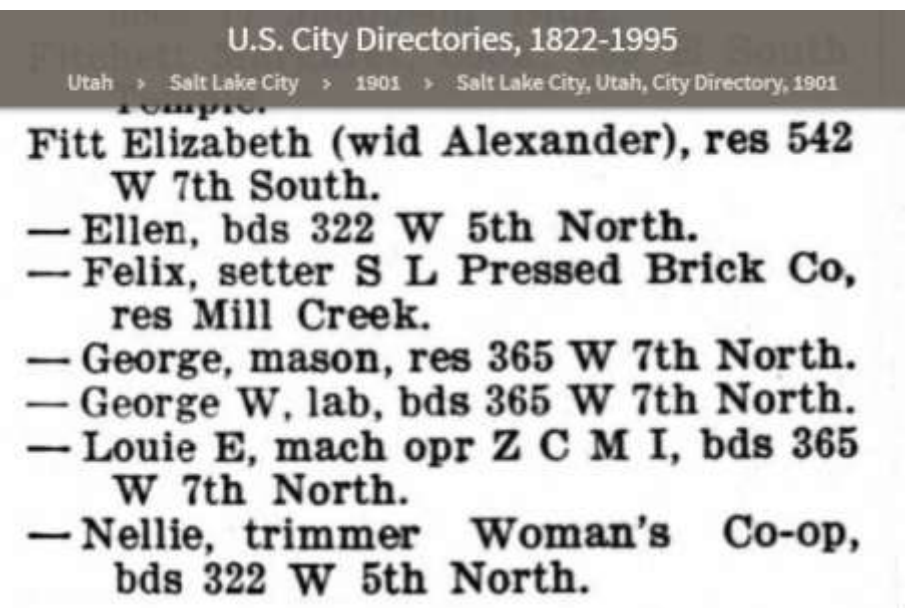 U.S. City Directories, 1822-1995
Utah > Salt Lake City > 1901 > Salt Lake City, Utah, City Directory, 1901
Temple.
Fitt Elizabeth (wid Alexander), res 542
W 7th South.
— Ellen, bds 322 W 5th North.
— Felix, setter S L Pressed Brick Co,
res Mill Creek.
— George, mason, res 365 W 7th North.
— George W, lab, bds 365 W 7th North.
— Louie E, mach opr Z C M I, bds 365
W 7th North.
— Nellie, trimmer Woman's Co-op,
bds 322 W 5th North.